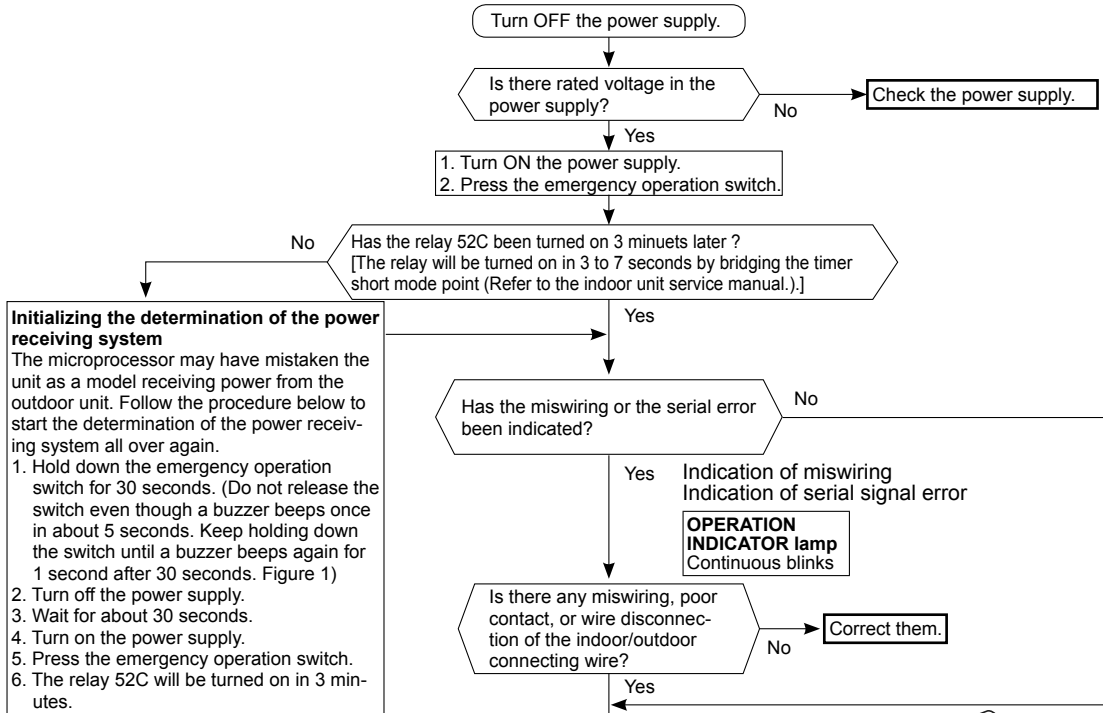 Turn OFF the power supply.
Is there rated voltage in the
power supply?
No
Check the power supply.
Yes
1. Turn ON the power supply.
2. Press the emergency operation switch.
No
Has the relay 52C been turned on 3 minuets later ?
[The relay will be turned on in 3 to 7 seconds by bridging the timer
short mode point (Refer to the indoor unit service manual.).]
Yes
Initializing the determination of the power
receiving system
The microprocessor may have mistaken the
unit as a model receiving power from the
outdoor unit. Follow the procedure below to
start the determination of the power receiv-
ing system all over again.
1. Hold down the emergency operation
switch for 30 seconds. (Do not release the
switch even though a buzzer beeps once
in about 5 seconds. Keep holding down
the switch until a buzzer beeps again for
1 second after 30 seconds. Figure 1)
2. Turn off the power supply.
3. Wait for about 30 seconds.
4. Turn on the power supply.
5. Press the emergency operation switch.
6. The relay 52C will be turned on in 3 min-
utes.
Has the miswiring or the serial error
been indicated?
No
Yes
Indication of miswiring
Indication of serial signal error
OPERATION
INDICATOR lamp
Continuous blinks
Is there any miswiring, poor
contact, or wire disconnec-
tion of the indoor/outdoor
connecting wire?
No
Correct them.
Yes